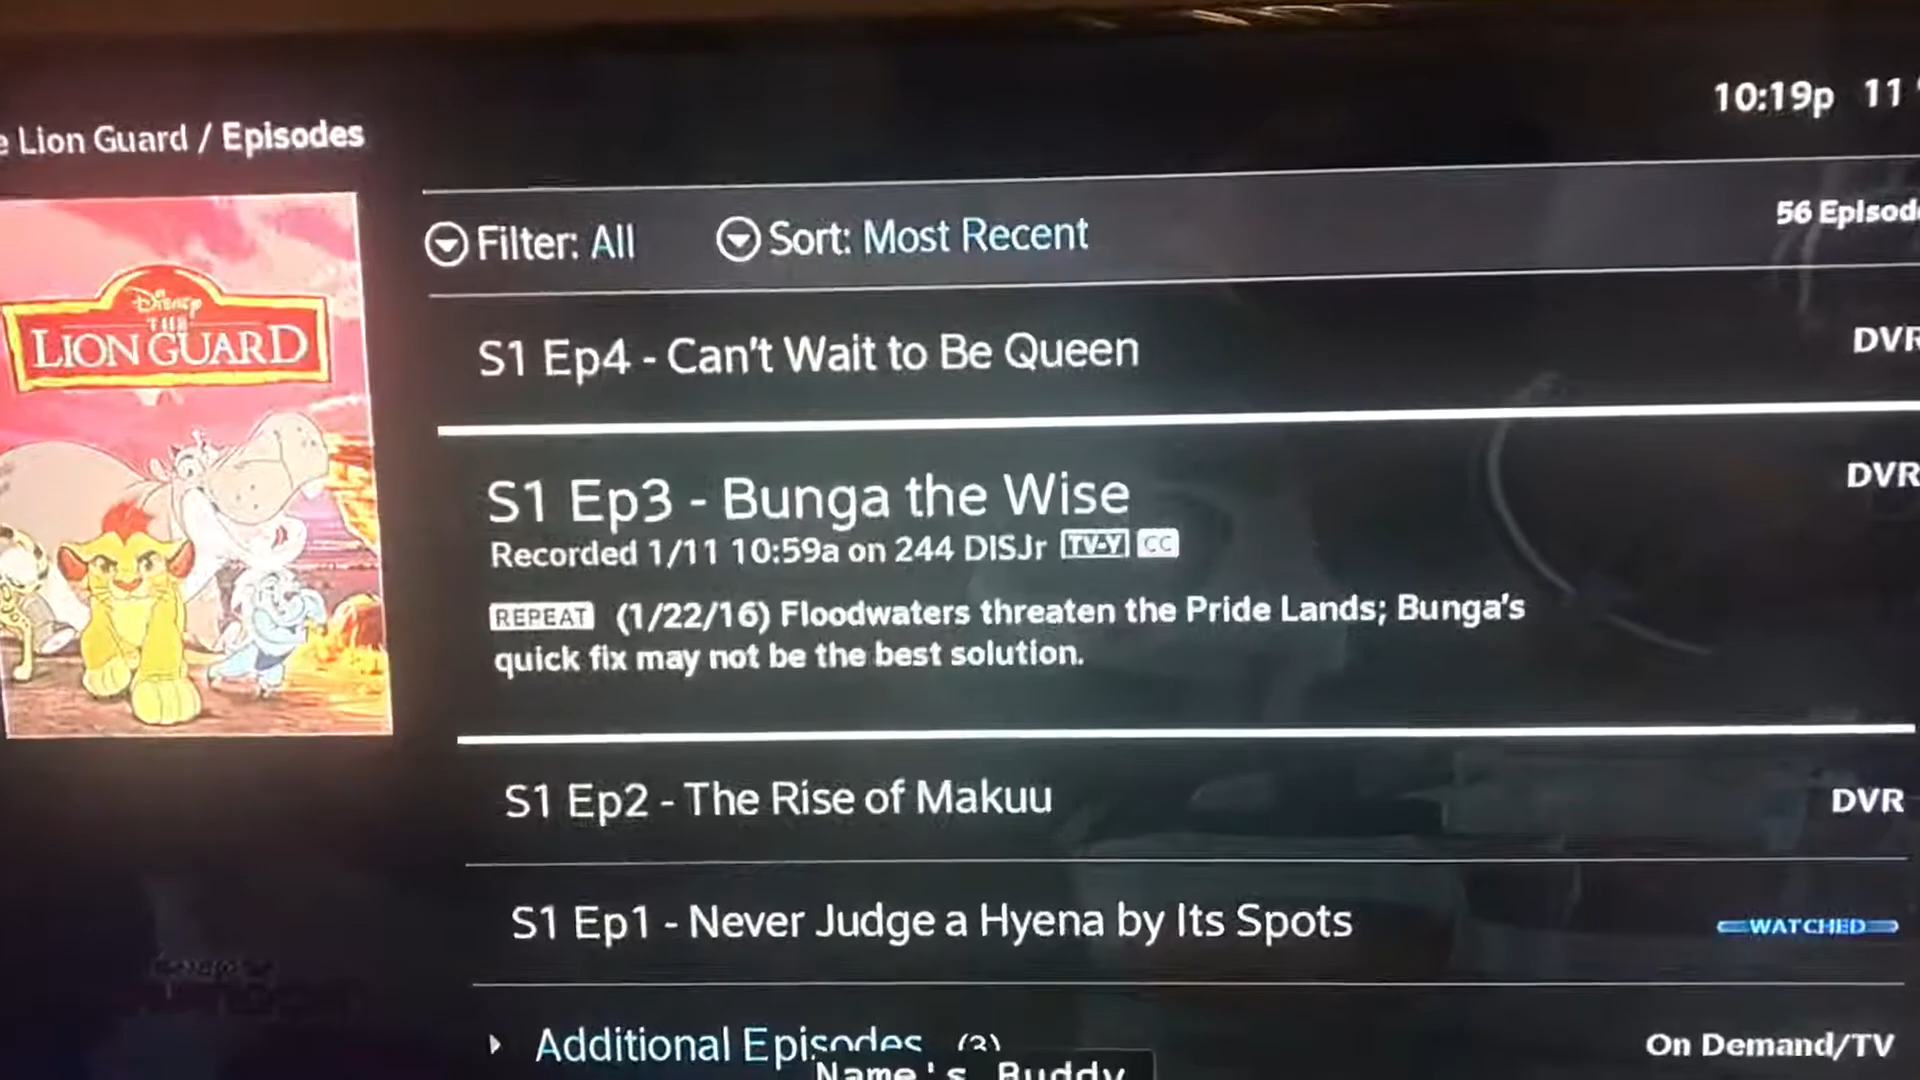 Lion Guard / Episodes
10:19p 11
Filter: All
Sort: Most Recent
56 Episod
Disney
THE
LION GUARD
S1 Ep4 - Can't Wait to Be Queen
DVR
S1 Ep3 - Bunga the Wise
DVR
Recorded 1/11 10:59a on 244 DISJr TV-Y CC
REPEAT (1/22/16) Floodwaters threaten the Pride Lands; Bunga's
quick fix may not be the best solution.
S1 Ep2 - The Rise of Makuu
DVR
S1 Ep1 - Never Judge a Hyena by Its Spots
WATCHED
Additional Episodes
On Demand/TV
Name's Buddy